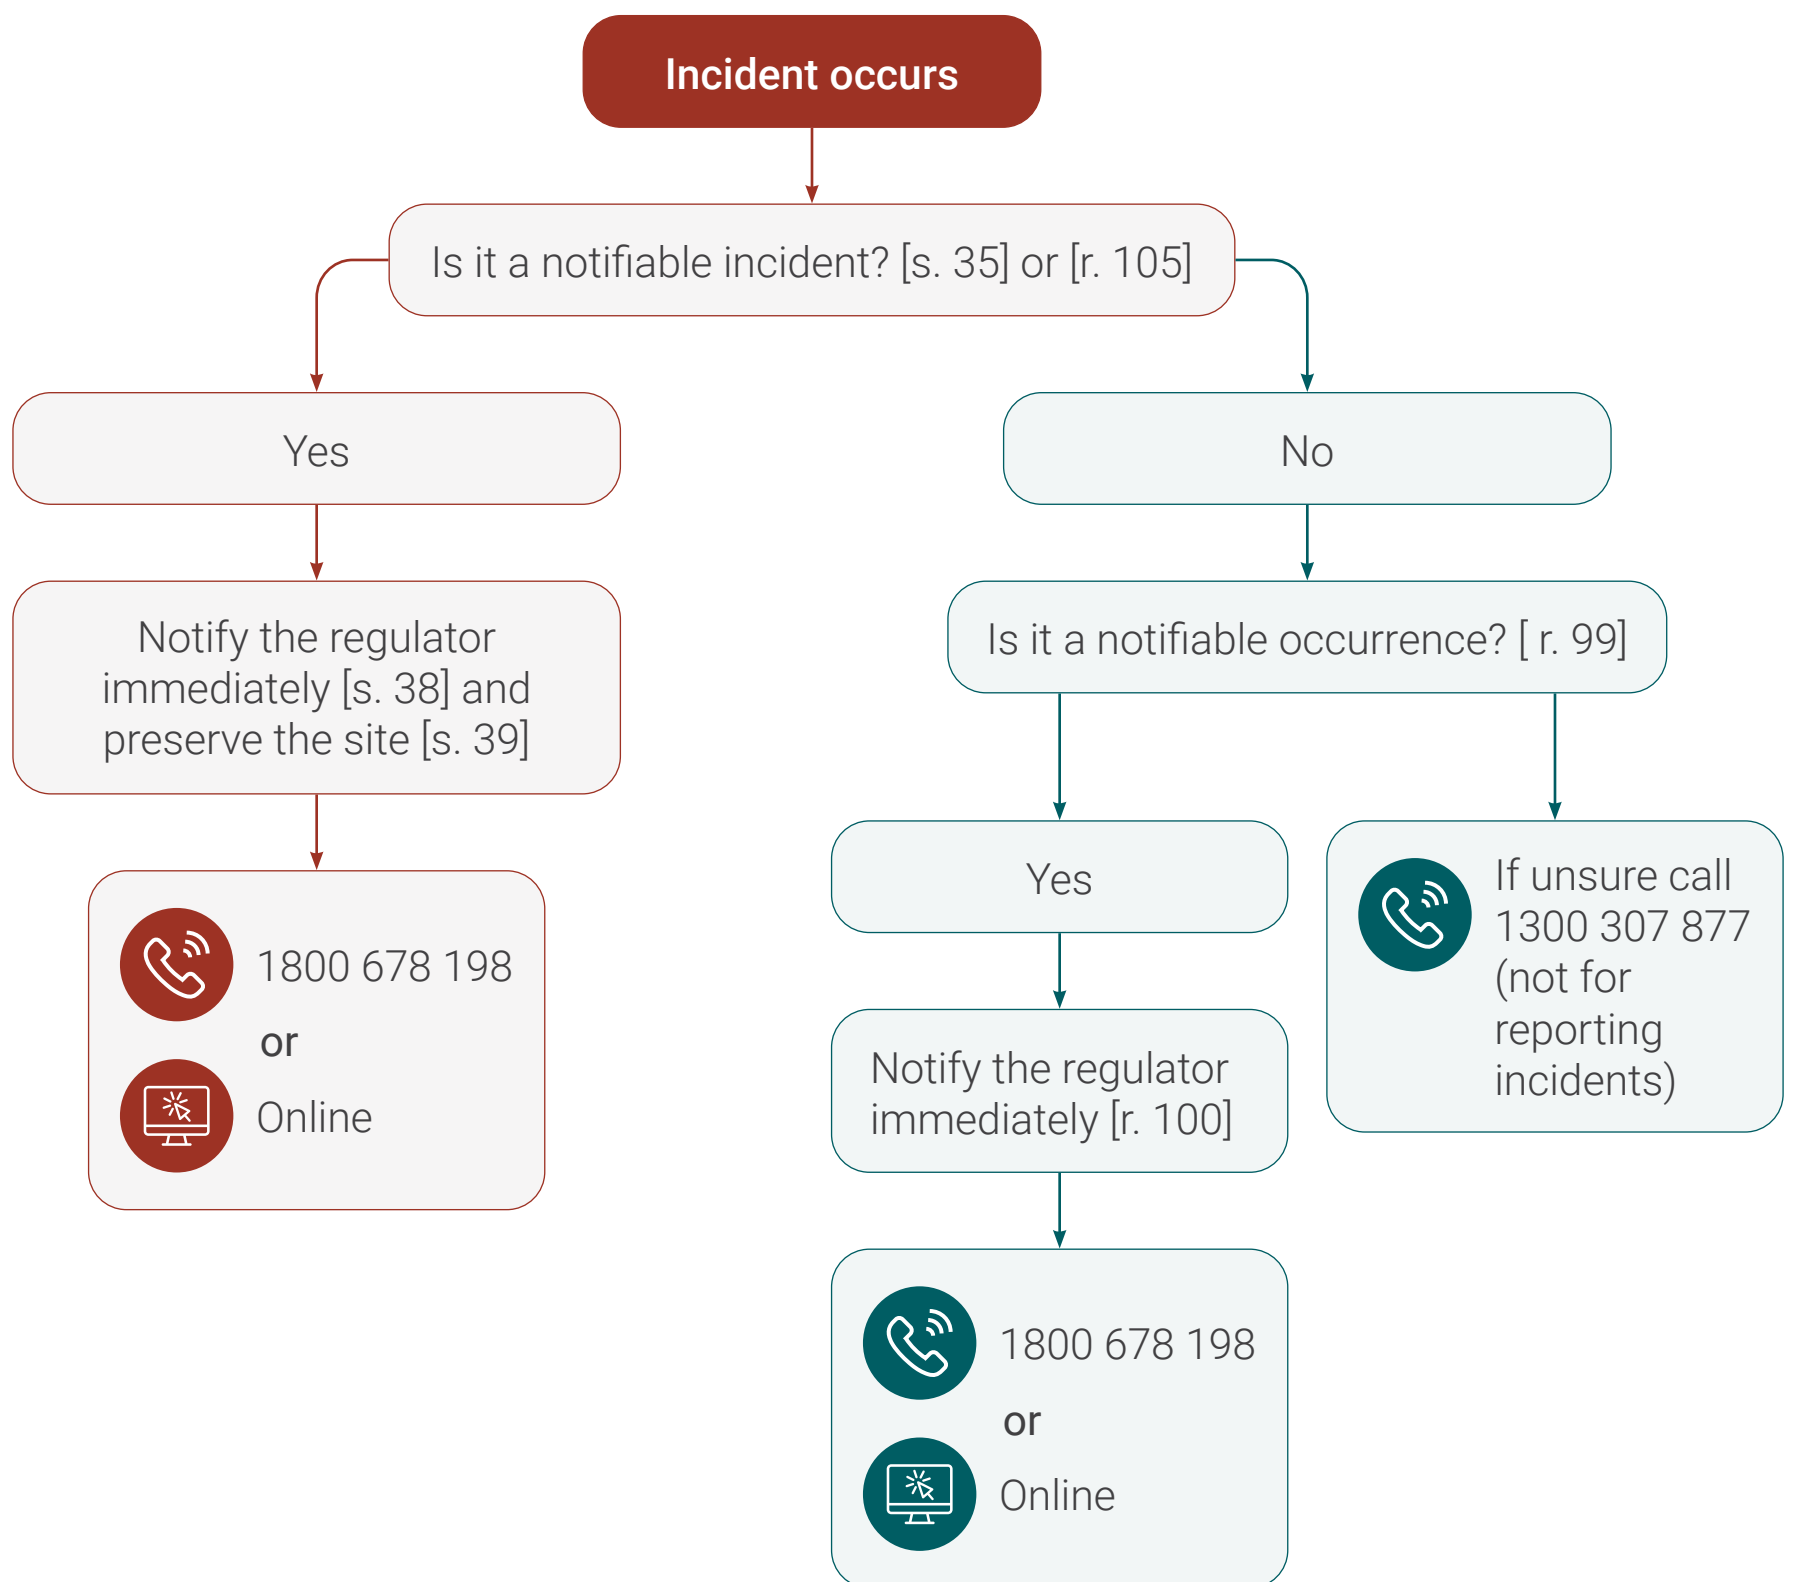 Incident occurs
Is it a notifiable incident? [s. 35] or [r. 105]
Yes
No
Notify the regulator
immediately [s. 38] and
preserve the site [s. 39]
Is it a notifiable occurrence? [ r. 99]
1800 678 198
or
Online
Yes
If unsure call
1300 307 877
(not for
reporting
incidents)
Notify the regulator
immediately [r. 100]
1800 678 198
or
Online